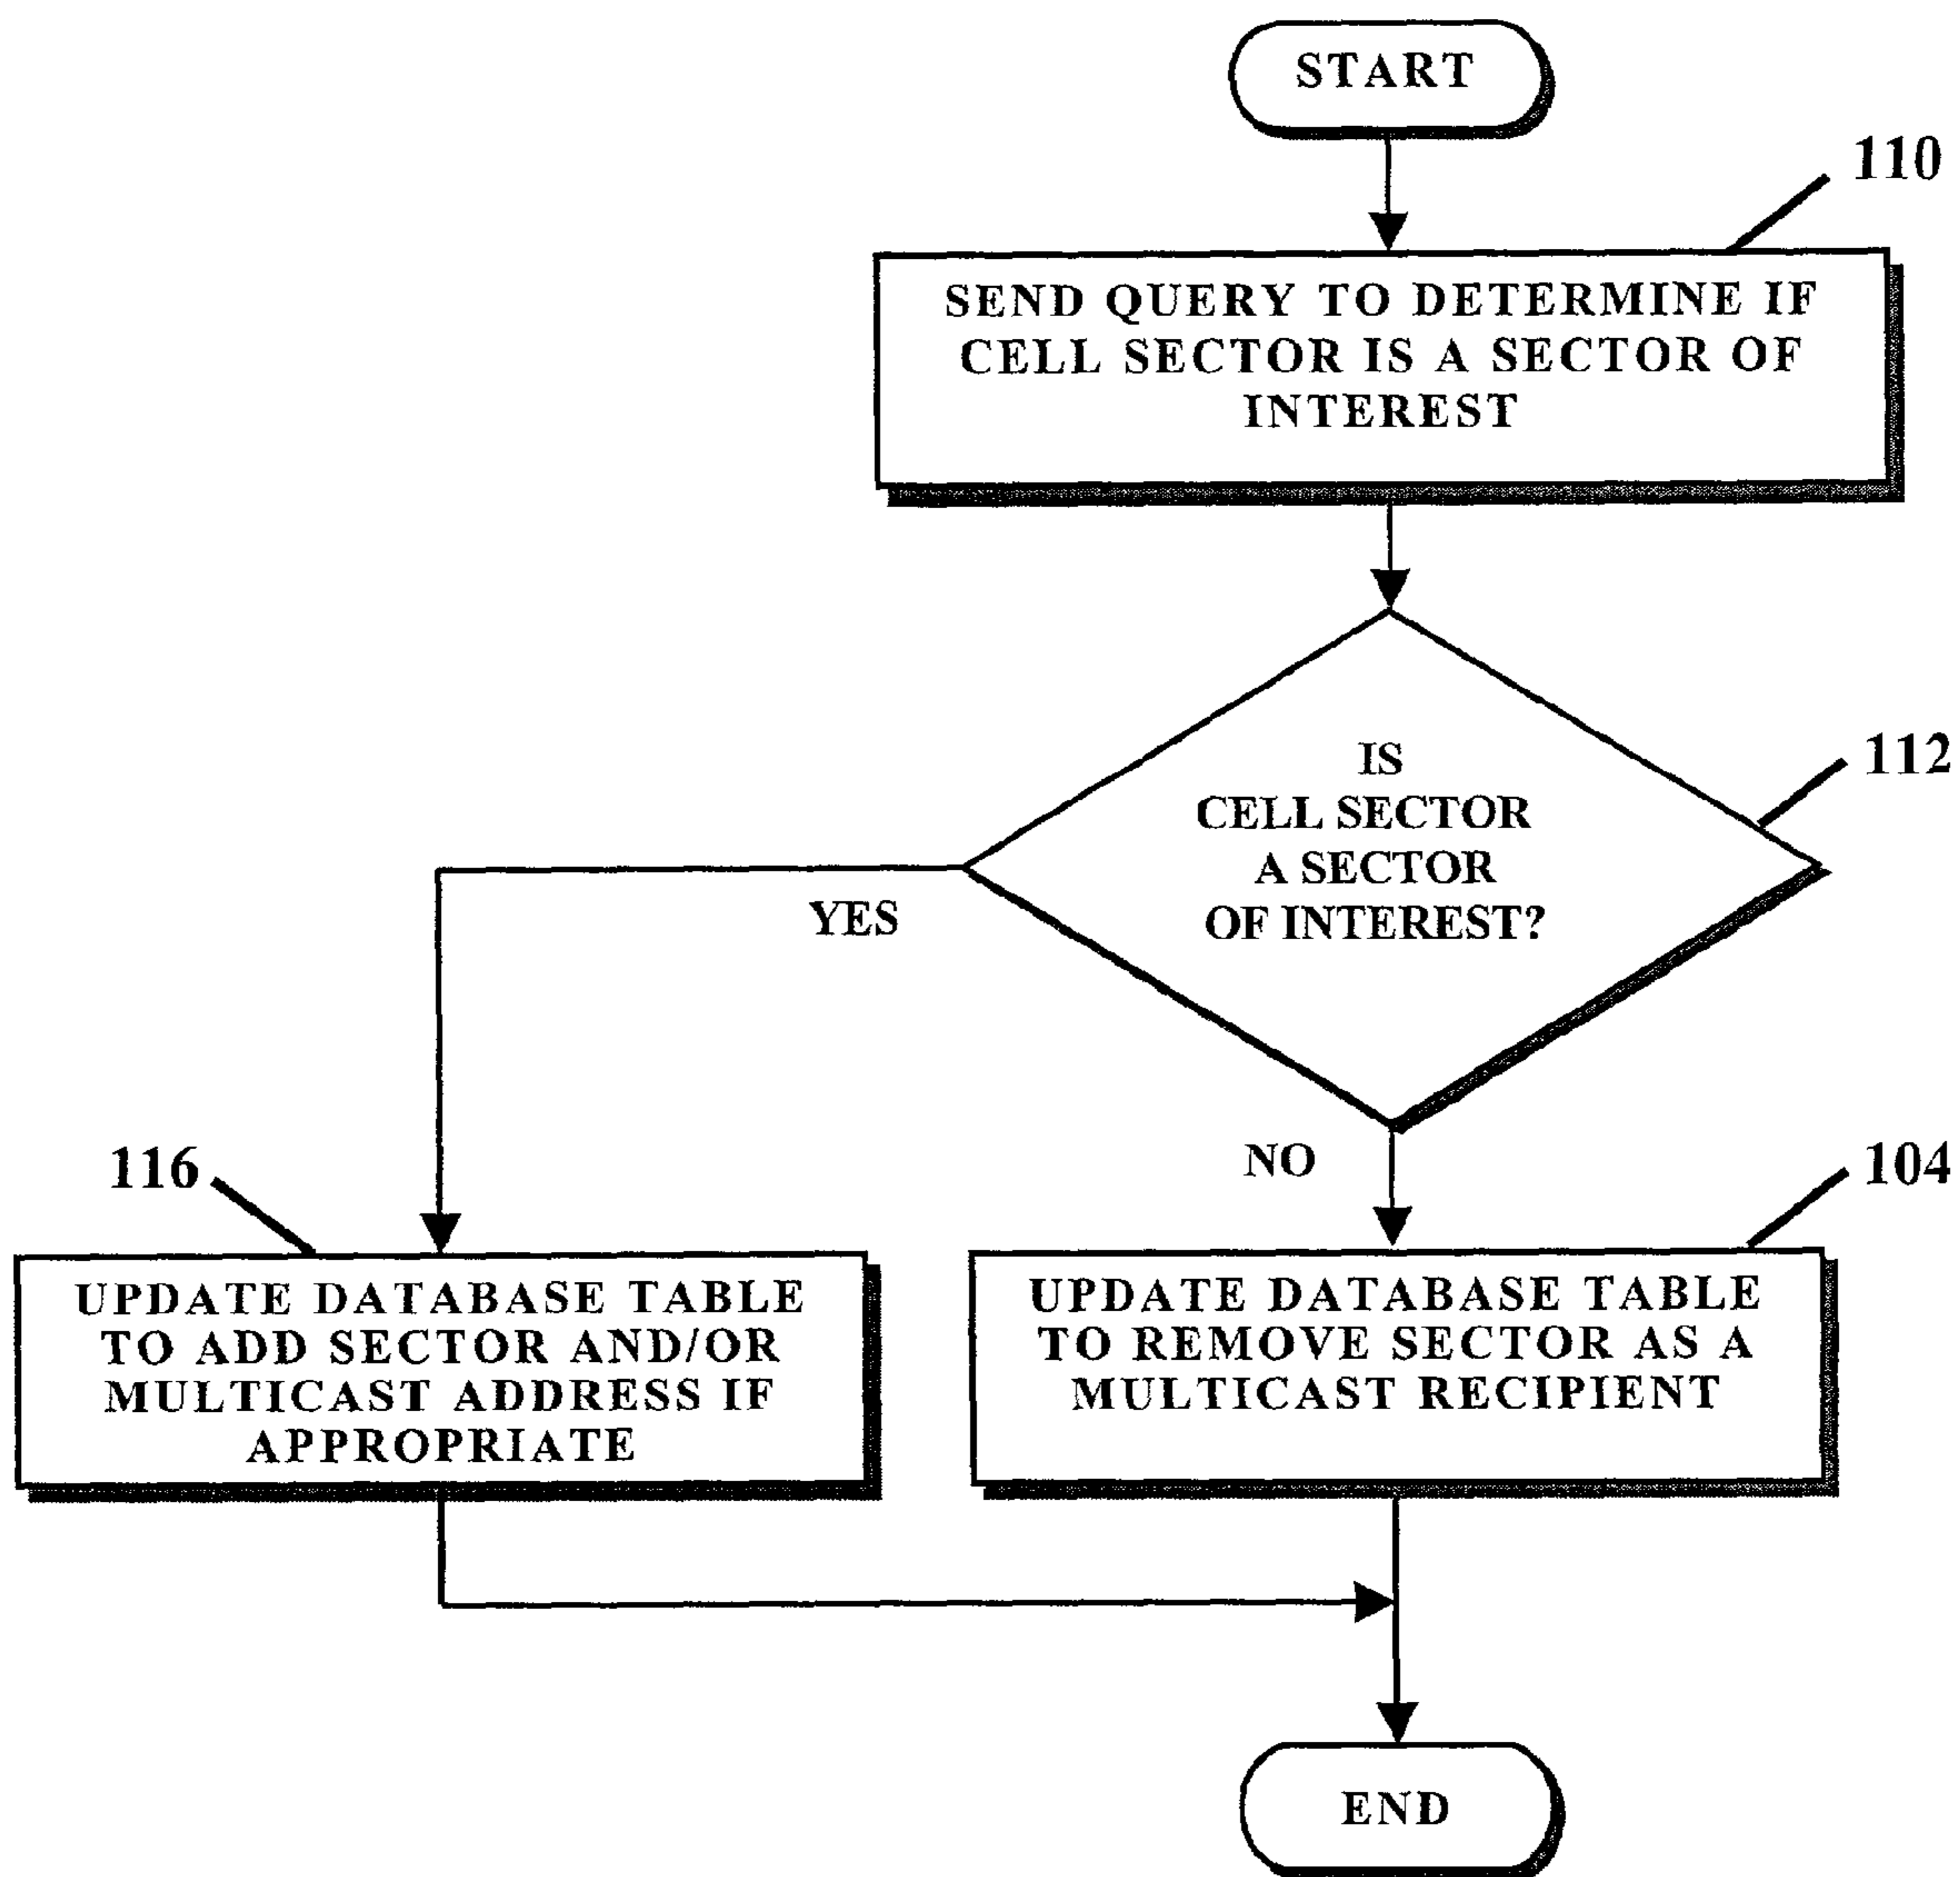 START
110
SEND QUERY TO DETERMINE IF
CELL SECTOR IS A SECTOR OF
INTEREST
IS
CELL SECTOR
A SECTOR
OF INTEREST?
112
YES
NO
116
UPDATE DATABASE TABLE
TO ADD SECTOR AND/OR
MULTICAST ADDRESS IF
APPROPRIATE
104
UPDATE DATABASE TABLE
TO REMOVE SECTOR AS A
MULTICAST RECIPIENT
END